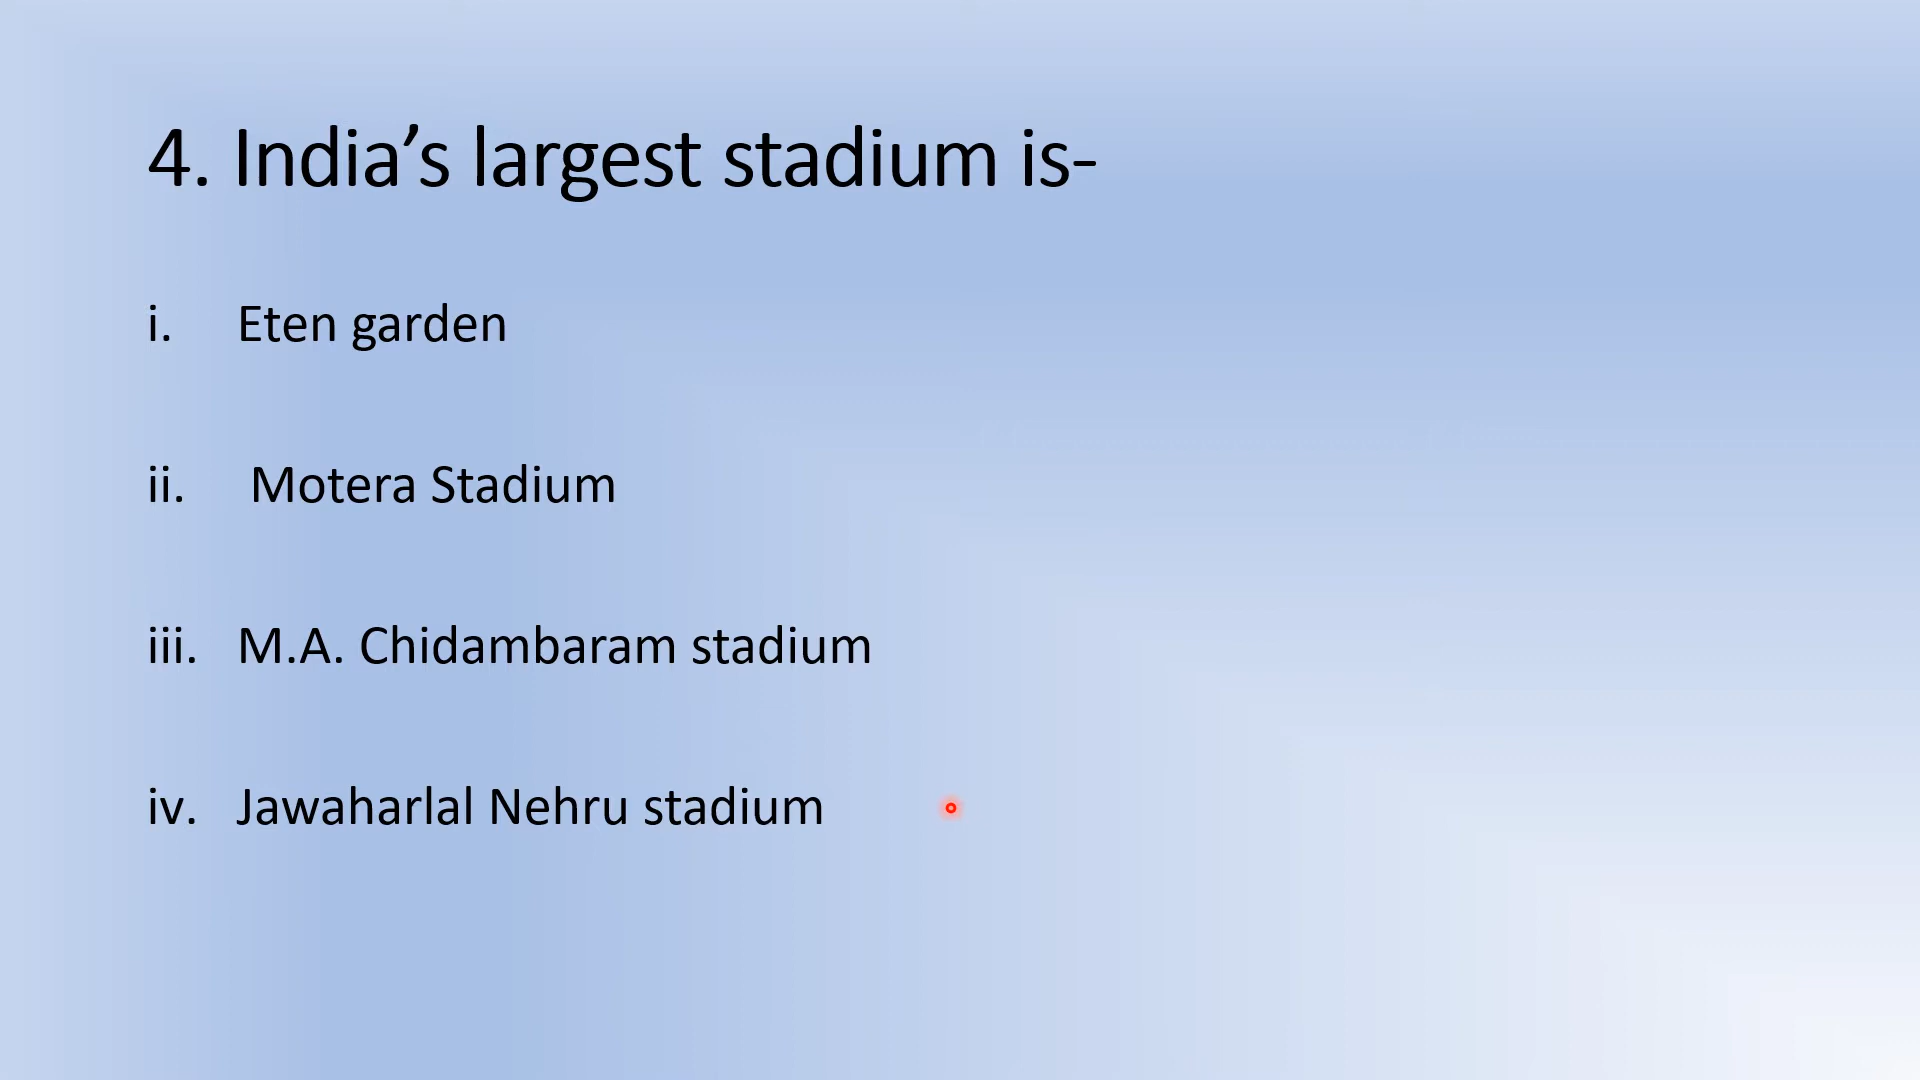 4. India’s largest stadium is-
i. Eten garden
ii. Motera Stadium
iii. M.A. Chidambaram stadium
iv. Jawaharlal Nehru stadium